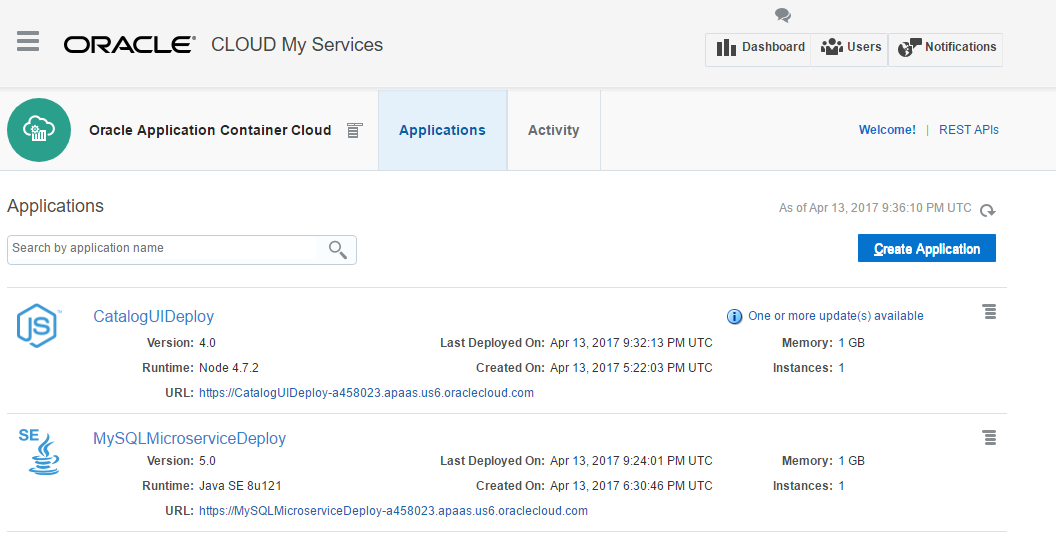 ORACLE® CLOUD My Services
Dashboard Users Notifications
Oracle Application Container Cloud Applications Activity Welcome! | REST APIs
Applications As of Apr 13, 2017 9:36:10 PM UTC
Search by application name
Create Application
JS™ CatalogUIDeploy i One or more update(s) available
Version: 4.0 Last Deployed On: Apr 13, 2017 9:32:13 PM UTC Memory: 1 GB
Runtime: Node 4.7.2 Created On: Apr 13, 2017 5:22:03 PM UTC Instances: 1
URL: https://CatalogUIDeploy-a458023.apaas.us6.oraclecloud.com
SE MySQLMicroserviceDeploy
Version: 5.0 Last Deployed On: Apr 13, 2017 9:24:01 PM UTC Memory: 1 GB
Runtime: Java SE 8u121 Created On: Apr 13, 2017 6:30:46 PM UTC Instances: 1
URL: https://MySQLMicroserviceDeploy-a458023.apaas.us6.oraclecloud.com